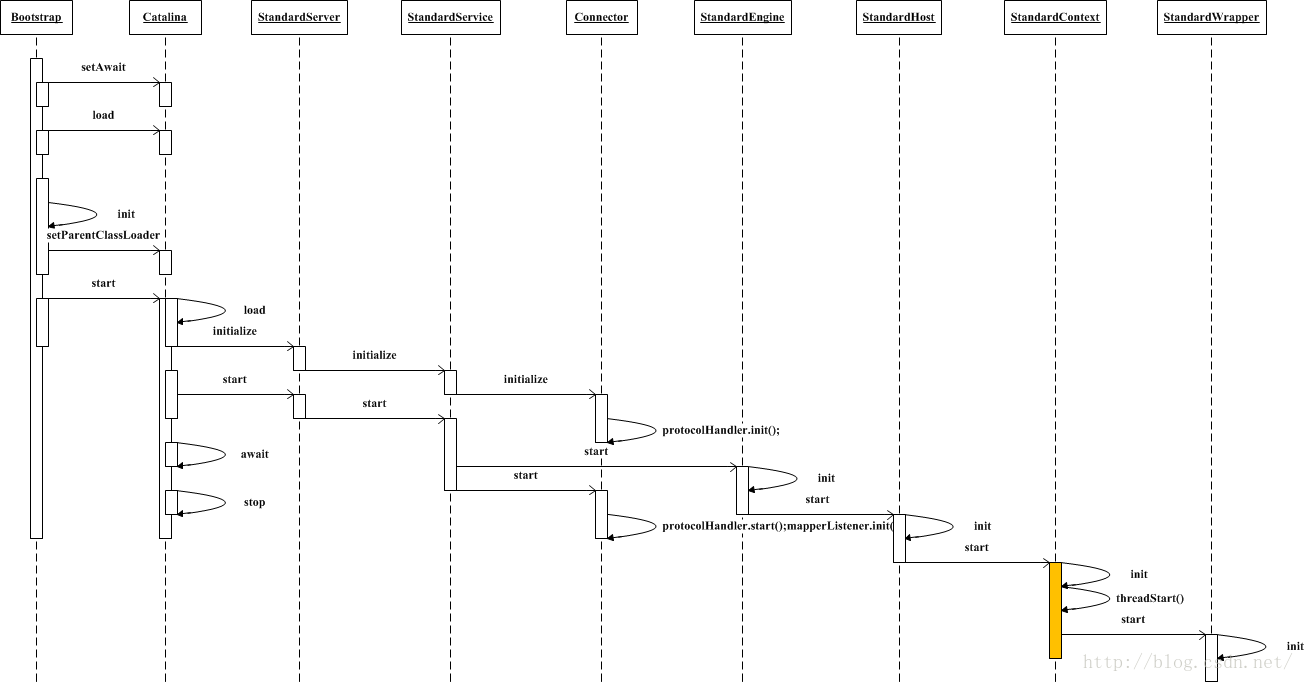 Bootstrap
Catalina
StandardServer
StandardService
Connector
StandardEngine
StandardHost
StandardContext
StandardWrapper
setAwait
load
init
setParentClassLoader
start
load
initialize
initialize
initialize
start
start
protocolHandler.init();
start
await
init
start
start
stop
protocolHandler.start();mapperListener.init(
init
start
init
threadStart()
start
init
http://blog.csdn.net/